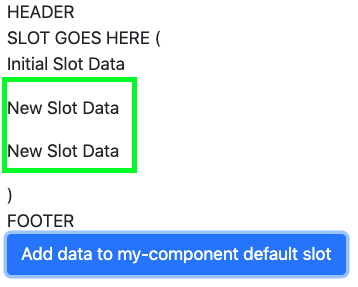 HEADER
SLOT GOES HERE (
Initial Slot Data
New Slot Data
New Slot Data
)
FOOTER
Add data to my-component default slot